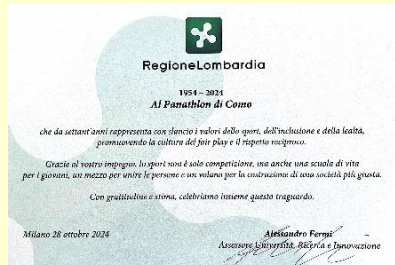 RegioneLombardia
1954 – 2024
Al Panathlon di Como
che da settant'anni rappresenta con slancio i valori dello sport, dell'inclusione e della lealtà,
promuovendo la cultura del fair play e il rispetto reciproco.
Grazie al vostro impegno, lo sport non è solo competizione, ma anche una scuola di vita
per i giovani, un mezzo per unire le persone e un volano per la costruzione di una società più giusta.
Con gratitudine e stima, celebriamo insieme questo traguardo.
Milano 28 ottobre 2024
Alessandro Fermi
Assessore Università, Ricerca e Innovazione